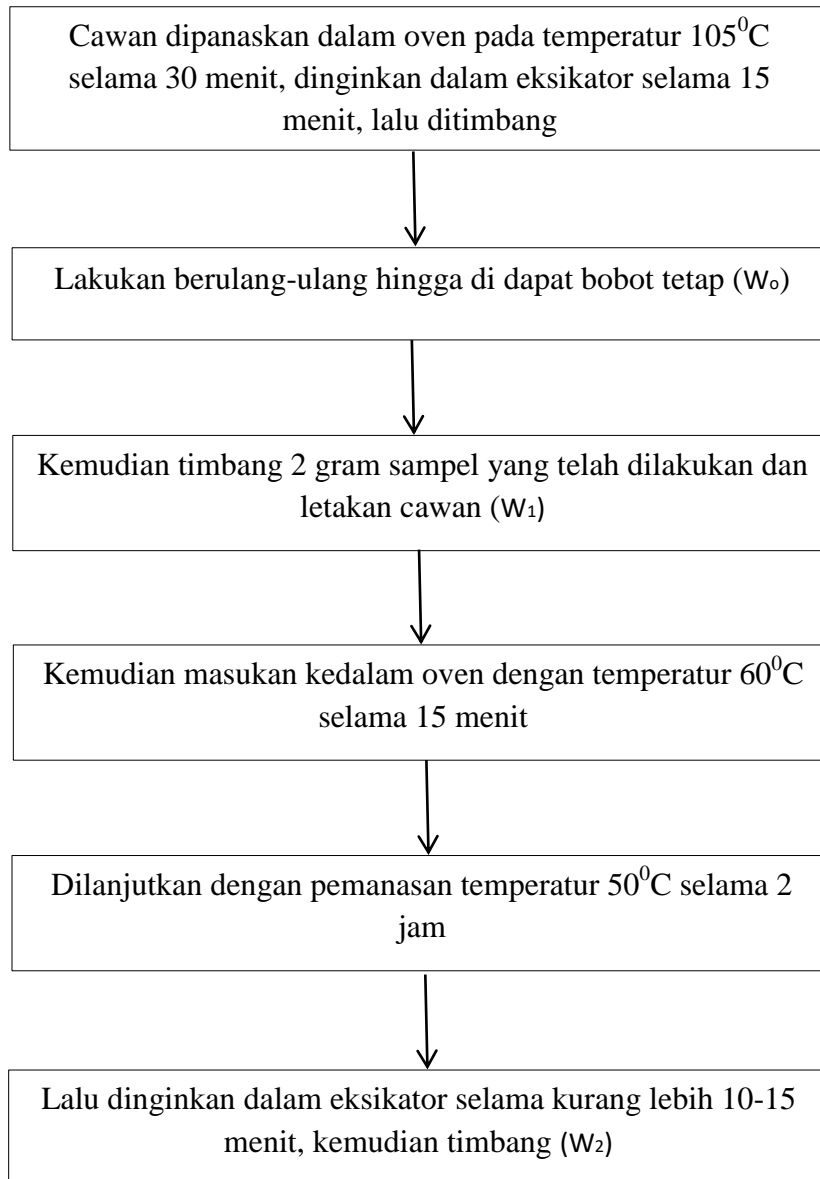 Cawan dipanaskan dalam oven pada temperatur 105⁰C
selama 30 menit, dinginkan dalam eksikator selama 15
menit, lalu ditimbang
Lakukan berulang-ulang hingga di dapat bobot tetap (Wₒ)
Kemudian timbang 2 gram sampel yang telah dilakukan dan
letakan cawan (W₁)
Kemudian masukan kedalam oven dengan temperatur 60⁰C
selama 15 menit
Dilanjutkan dengan pemanasan temperatur 50⁰C selama 2
jam
Lalu dinginkan dalam eksikator selama kurang lebih 10-15
menit, kemudian timbang (W₂)